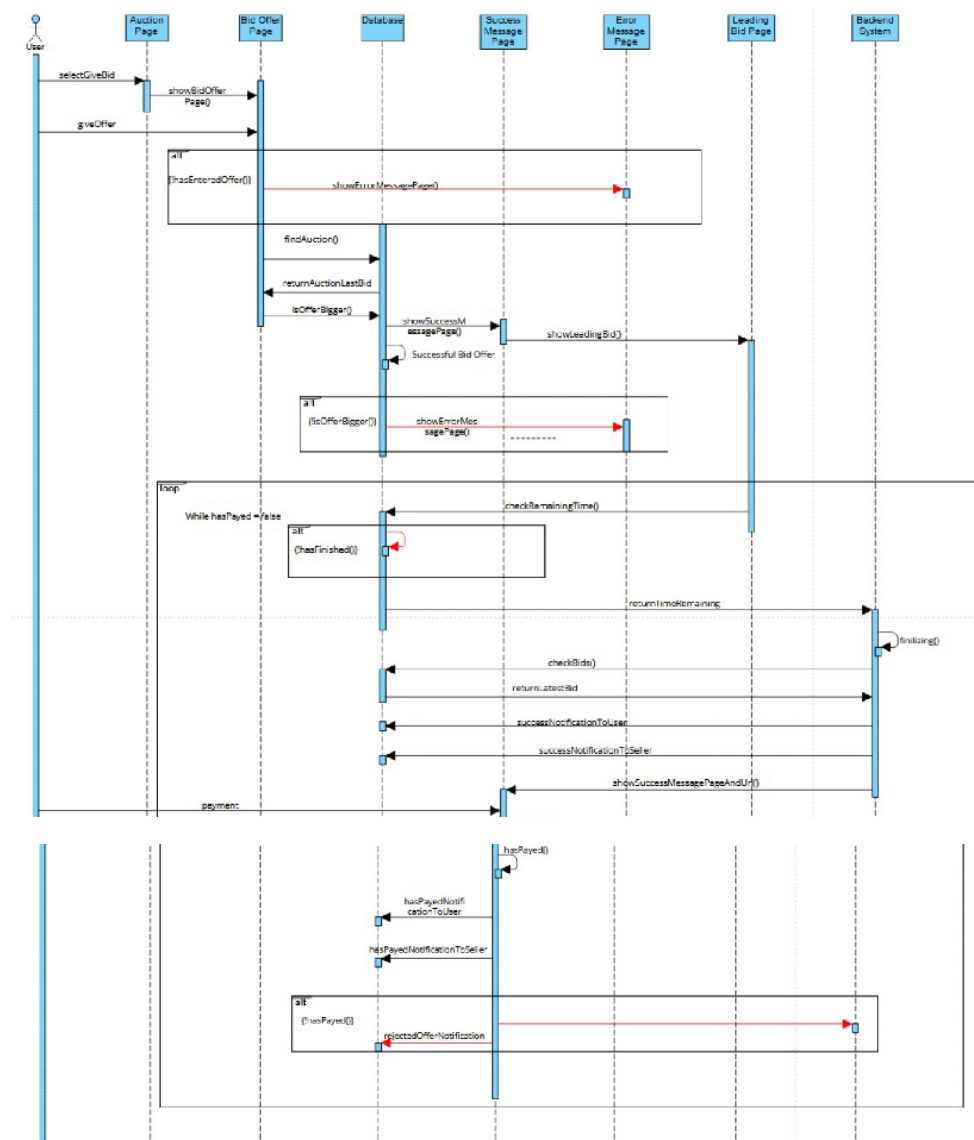 User
Auction
Page
Bid Offer
Page
Database
Success
Message
Page
Error
Message
Page
Leading
Bid Page
Backend
System
selectGiveBid
showBidOffer
Page()
giveOffer
alt
{!hasEnteredOffer()}
showErrorMessagePage()
findAuction()
returnAuctionLastBid
isOfferBigger()
showSuccessM
essagePage()
showLeadingBid()
Successful Bid Offer
alt
{!isOfferBigger()}
showErrorMes
sagePage()
loop
While hasPayed = false
checkRemainingTime()
alt
{!hasFinished()}
returnTimeRemaining
finilizing()
checkBids()
returnLatestBid
successNotificationToUser
successNotificationToSeller
showSuccessMessagePageAndUrl()
payment
hasPayed()
hasPayedNotifi
cationToUser
hasPayedNotificationToSeller
alt
{!hasPayed()}
rejectedOfferNotification